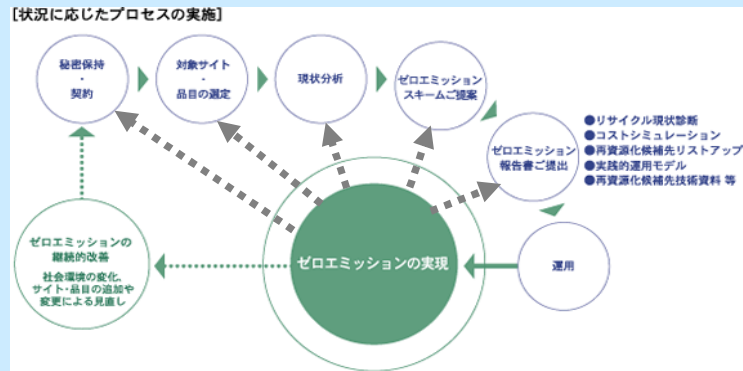 [状況に応じたプロセスの実施]
秘密保持
・
契約
対象サイト
・
品目の選定
現状分析
ゼロエミッション
スキームご提案
ゼロエミッション
報告書ご提出
●リサイクル現状診断
●コストシミュレーション
●再資源化候補先リストアップ
●実践的運用モデル
●再資源化候補先技術資料 等
運用
ゼロエミッションの実現
ゼロエミッションの
継続的改善
社会環境の変化、
サイト・品目の追加や
変更による見直し